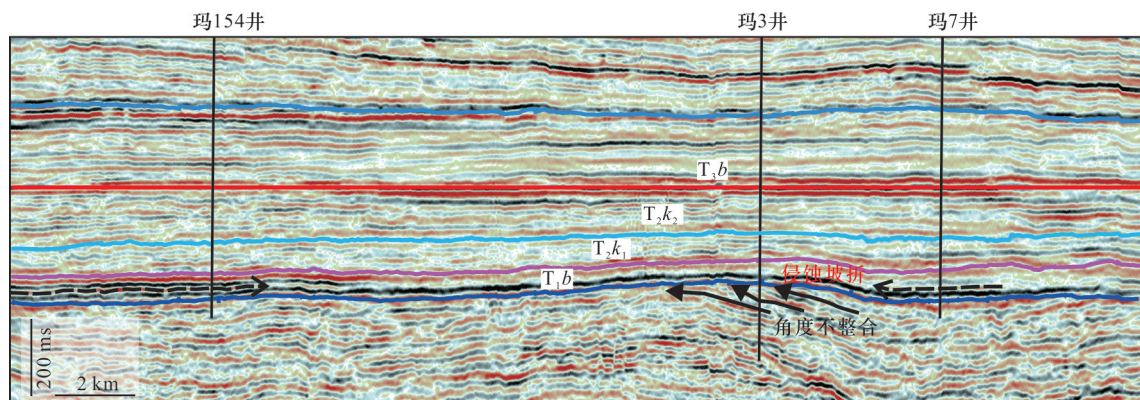 玛154井
玛3井
玛7井
T₃b
T₂k₂
T₂k₁
T₁b
侵蚀坡折
角度不整合
200 ms
2 km